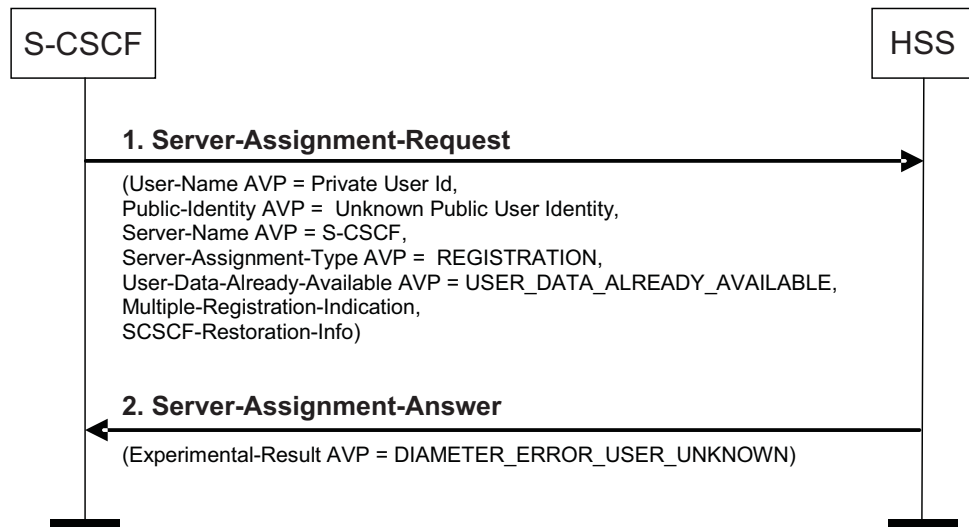 S-CSCF
HSS
1. Server-Assignment-Request
(User-Name AVP = Private User Id,
Public-Identity AVP = Unknown Public User Identity,
Server-Name AVP = S-CSCF,
Server-Assignment-Type AVP = REGISTRATION,
User-Data-Already-Available AVP = USER_DATA_ALREADY_AVAILABLE,
Multiple-Registration-Indication,
SCSCF-Restoration-Info)
2. Server-Assignment-Answer
(Experimental-Result AVP = DIAMETER_ERROR_USER_UNKNOWN)